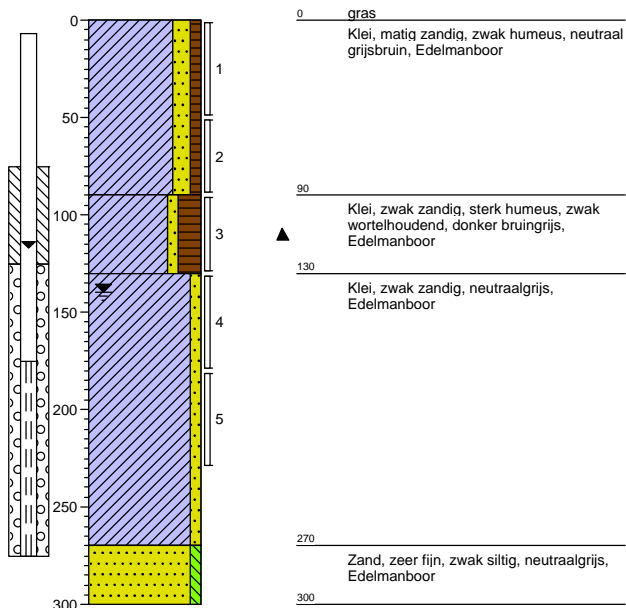 0
50
100
150
200
250
300
1
2
3
4
5
0 gras
Klei, matig zandig, zwak humeus, neutraal
grijsbruin, Edelmanboor
90
Klei, zwak zandig, sterk humeus, zwak
wortelhoudend, donker bruingrijs,
Edelmanboor
130
Klei, zwak zandig, neutraalgrijs,
Edelmanboor
270
Zand, zeer fijn, zwak siltig, neutraalgrijs,
Edelmanboor
300